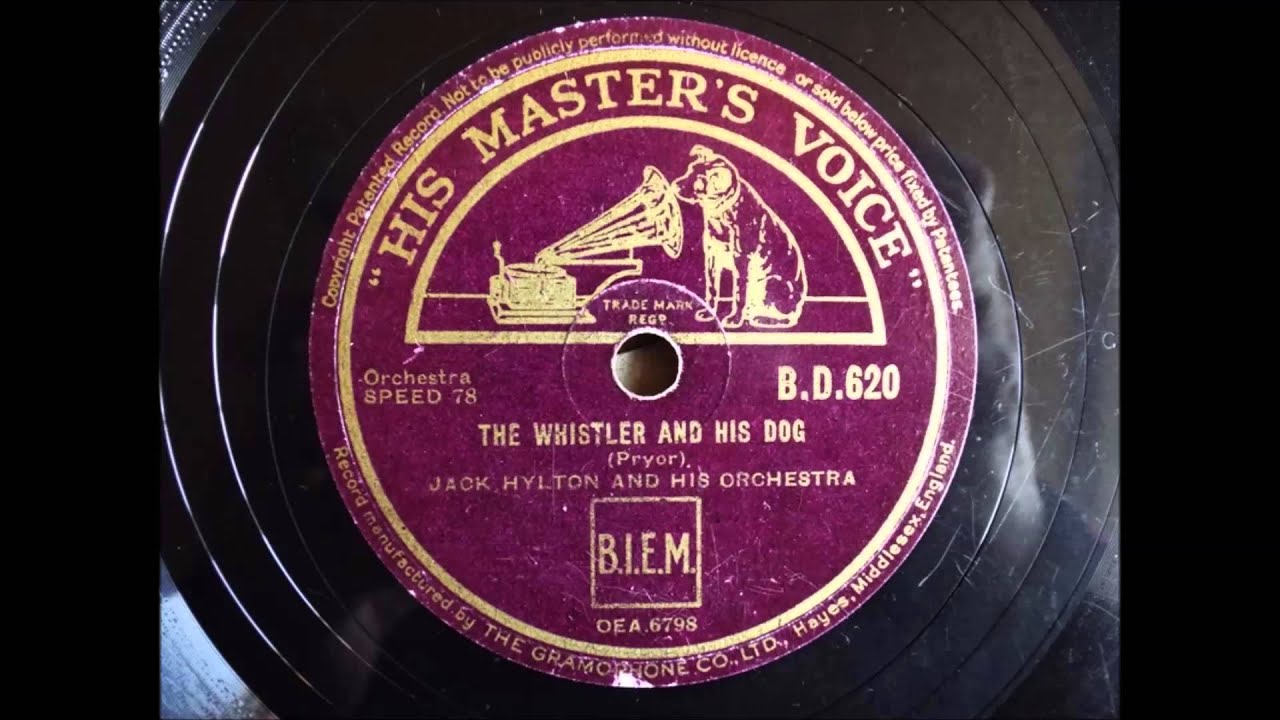 Copyright Patented Record. Not to be publicly performed without licence or sold below price fixed by Patentees.
"HIS MASTER'S VOICE"
TRADE MARK
REGD.
Orchestra
SPEED 78
B.D.620
THE WHISTLER AND HIS DOG
(Pryor).
JACK HYLTON AND HIS ORCHESTRA
B.I.E.M.
OEA.6798
Record manufactured by THE GRAMOPHONE CO., LTD., Hayes, Middlesex, England.